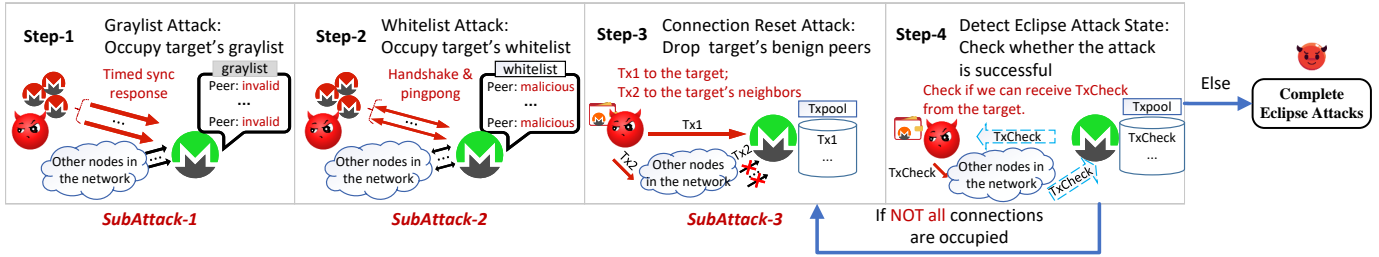 Step-1
Graylist Attack:
Occupy target's graylist
Timed sync
response
graylist
Peer: invalid
...
Peer: invalid
...
Other nodes in
the network
SubAttack-1
Step-2
Whitelist Attack:
Occupy target's whitelist
Handshake &
pingpong
whitelist
Peer: malicious
...
Peer: malicious
...
Other nodes in
the network
SubAttack-2
Step-3
Connection Reset Attack:
Drop target's benign peers
Tx1 to the target;
Tx2 to the target's neighbors
Txpool
Tx1
...
Tx1
Tx2
Other nodes
in the network
Tx2
...
SubAttack-3
Step-4
Detect Eclipse Attack State:
Check whether the attack
is successful
Check if we can receive TxCheck
from the target.
Txpool
TxCheck
...
TxCheck
TxCheck
Other nodes in
the network
TxCheck
If NOT all connections
are occupied
Else
Complete
Eclipse Attacks